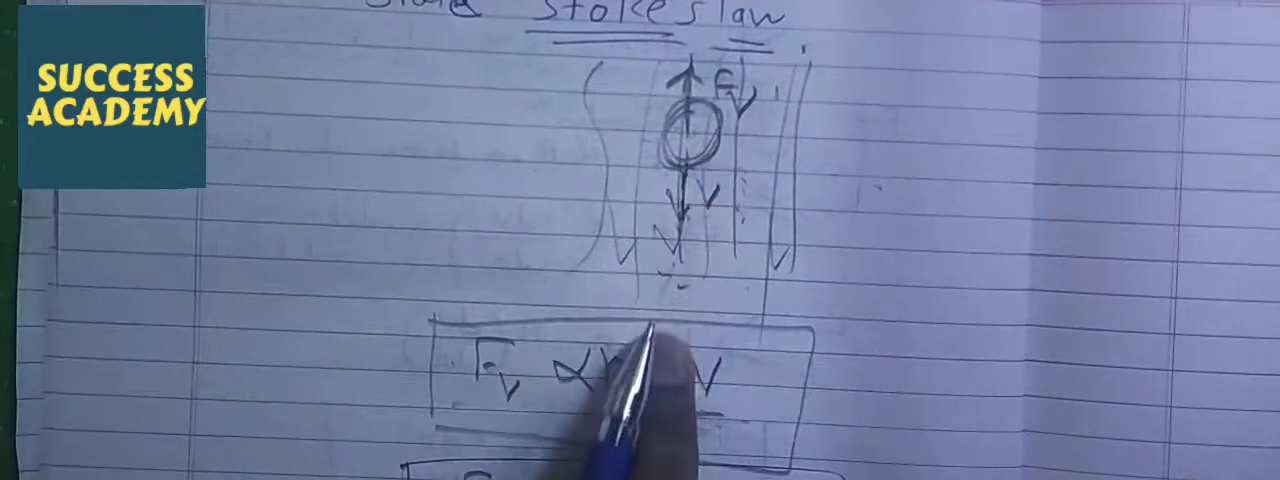 SUCCESS
ACADEMY
Stokes law
Fv
V
Fv ∝ V